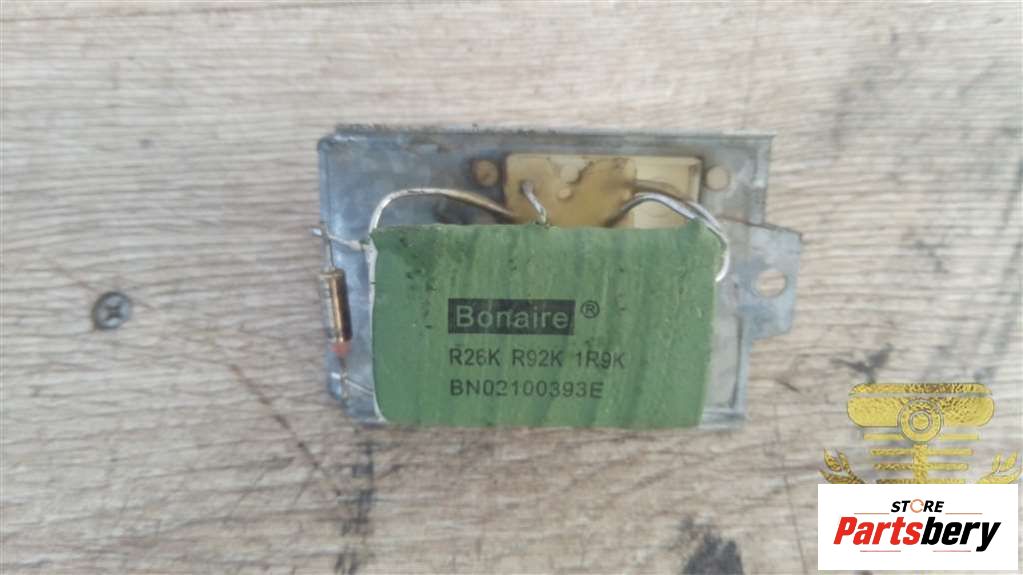 Bonaire®
R26K R92K 1R9K
BN02100393E
STORE
Partsbery